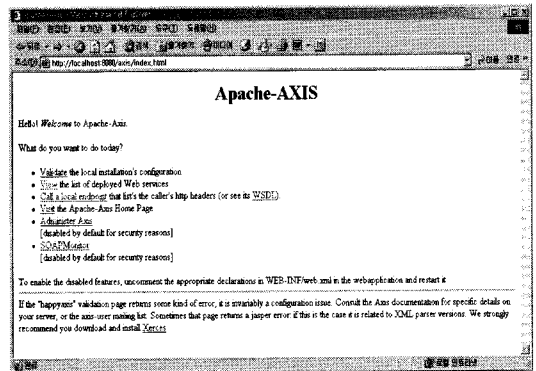 http://localhost:8080/axis/index.html
Apache-AXIS
Hello! Welcome to Apache-Axis.
What do you want to do today?
• Validate the local installation's configuration
• View the list of deployed Web services
• Call a local endpoint that list's the caller's http headers (or see its WSDL).
• Visit the Apache-Axis Home Page
• Administer Axis
[disabled by default for security reasons]
• SOAPMonitor
[disabled by default for security reasons]
To enable the disabled features, uncomment the appropriate declarations in WEB-INF/web.xml in the webapplication and restart it.
If the "happyaxis" validation page returns some kind of error, it is invariably a configuration issue. Consult the Axis documentation for specific details on
your server, or the axis-user mailing list. Sometimes that page returns a jasper error: if this is the case it is related to XML parser versions. We strongly
recommend you download and install Xerces